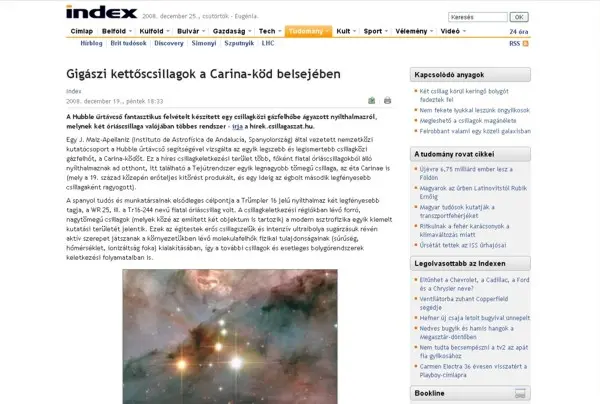 index
2008. december 25., csütörtök - Eugénia.
Keresés
OK
Címlap Belföld Külföld Bulvár Gazdaság Tech Tudomány Kult Sport Vélemény Videó 24 óra
Hírblog Brit tudósok Discovery Simonyi Szputnyik LHC RSS
Gigászi kettőscsillagok a Carina-köd belsejében
Index
2008. december 19., péntek 18:33
A Hubble űrtávcső fantasztikus felvételt készített egy csillagközi gázfelhőbe ágyazott nyílthalmazról,
melynek két óriáscsillaga valójában többes rendszer - írja a hirek.csillagaszat.hu.
Egy J. Maíz-Apellaniz (Instituto de Astrofísica de Andalucía, Spanyolország) által vezetett nemzetközi
kutatócsoport a Hubble űrtávcső segítségével vizsgálta az egyik legszebb és legismertebb csillagközi
gázfelhőt, a Carina-ködöt. Ez a híres csillagkeletkezési terület több, főként fiatal óriáscsillagokból álló
nyílthalmaznak ad otthont, itt található a Tejútrendszer egyik legnagyobb tömegű csillaga, az éta Carinae is
(mely a 19. század közepén erőteljes kitörést produkált, és egy ideig az égbolt második legfényesebb
csillagaként ragyogott).
A spanyol tudós és munkatársainak elsődleges célpontja a Trümpler 16 jelű nyílthalmaz két legfényesebb
tagja, a WR 25, ill. a Tr16-244 nevű fiatal óriáscsillag volt. A csillagkeletkezési régiókban lévő forró,
nagytömegű csillagok (melyek közé az említett két objektum is tartozik) a modern asztrofizika egyik kiemelt
kutatási területét jelentik. Ezek az égitestek erős csillagszelük és intenzív ultraibolya sugárzásuk révén
aktív szerepet játszanak a környezetükben lévő molekulafelhők fizikai tulajdonságainak (sűrűség,
hőmérséklet, ionizáltság foka) kialakításában, így a további csillagok és esetleges bolygórendszerek
keletkezési folyamataiban is.
Kapcsolódó anyagok
Két csillag körül keringő bolygót
fedeztek fel
Nem fekete lyukkal leszünk öngyilkosok
Meglesható a csillagok magánélete
Felrobbant valami egy közeli galaxisban
A tudomány rovat cikkei
Újévre 6,75 milliárd ember lesz a
Földön
Magyarok az űrben Latinovitstól Rubik
Ernőig
Magyar tudósok kutatják a
transzportfehérjéket
Ritkulnak a fehér karácsonyok a
klímaváltozás miatt
Űrsétát tettek az ISS űrhajósai
Legolvasottabb az Indexen
Eltűnhet a Chevrolet, a Cadillac, a Ford
és a Chrysler neve?
Ventilátorba zuhant Copperfield
segédje
Hefner új csaja letolt bugyival ünnepelt
Nedves bugyik és hamis hangok a
Megasztár-döntőben
Nem tudta becsempészni a tv2 az apát
fia gyilkosához
Carmen Electra 36 évesen visszatért a
Playboy-címlapra
Bookline